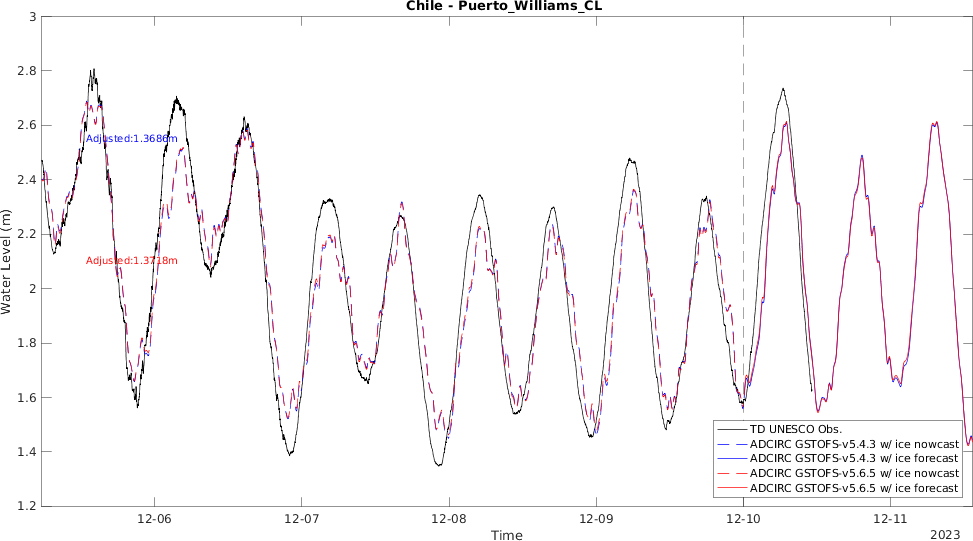 Chile - Puerto_Williams_CL
3
2.8
2.6
2.4
2.2
2
1.8
1.6
1.4
1.2
Water Level (m)
Adjusted:1.3686m
Adjusted:1.3718m
TD UNESCO Obs.
ADCIRC GSTOFS-v5.4.3 w/ ice nowcast
ADCIRC GSTOFS-v5.4.3 w/ ice forecast
ADCIRC GSTOFS-v5.6.5 w/ ice nowcast
ADCIRC GSTOFS-v5.6.5 w/ ice forecast
12-06 12-07 12-08 12-09 12-10 12-11
Time
2023